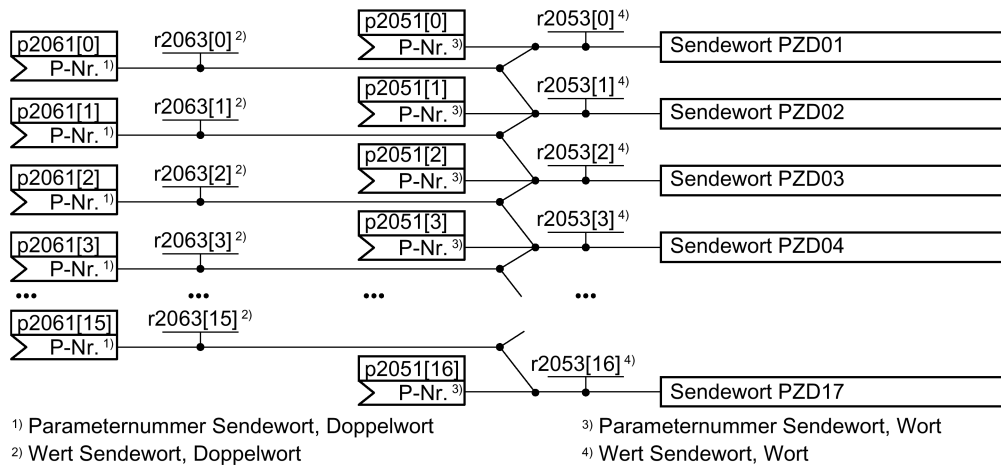 p2051[0] r2053[0] 4)
p2061[0] r2063[0] 2) P-Nr. 3) Sendewort PZD01
P-Nr. 1)
p2051[1] r2053[1] 4)
p2061[1] r2063[1] 2) P-Nr. 3) Sendewort PZD02
P-Nr. 1)
p2051[2] r2053[2] 4)
p2061[2] r2063[2] 2) P-Nr. 3) Sendewort PZD03
P-Nr. 1)
p2051[3] r2053[3] 4)
p2061[3] r2063[3] 2) P-Nr. 3) Sendewort PZD04
P-Nr. 1)
... ... ... ...
p2061[15] r2063[15] 2)
P-Nr. 1)
p2051[16] r2053[16] 4)
P-Nr. 3) Sendewort PZD17
1) Parameternummer Sendewort, Doppelwort 3) Parameternummer Sendewort, Wort
2) Wert Sendewort, Doppelwort 4) Wert Sendewort, Wort